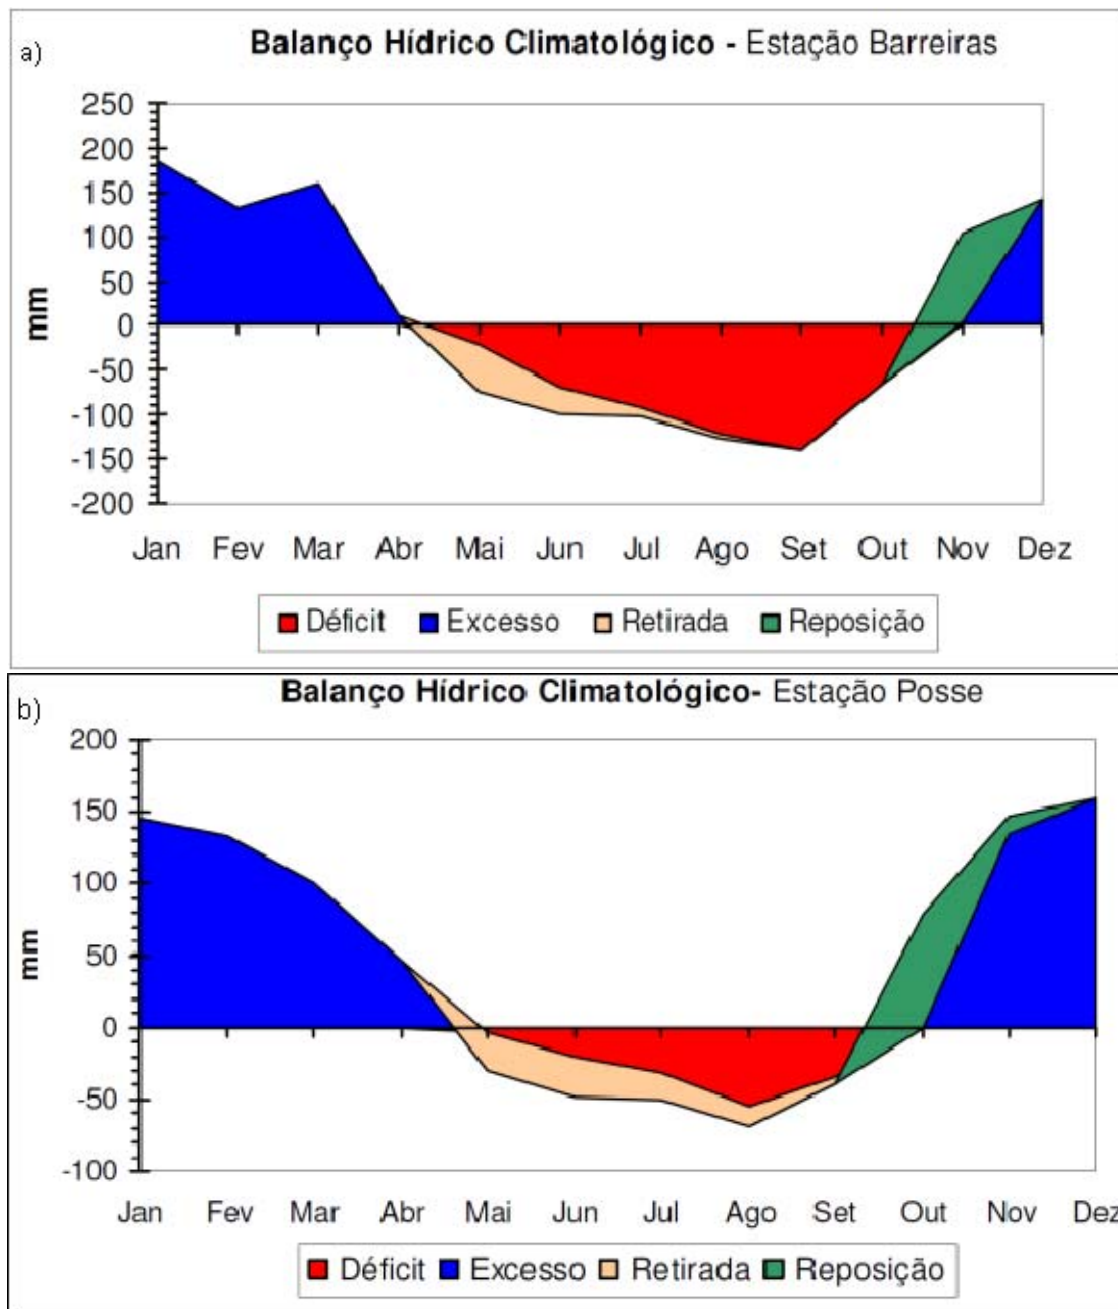 a)
Balanço Hídrico Climatológico - Estação Barreiras
250
200
150
100
50
0
-50
-100
-150
-200
mm
Jan Fev Mar Abr Mai Jun Jul Ago Set Out Nov Dez
Déficit Excesso Retirada Reposição
b)
Balanço Hídrico Climatológico- Estação Posse
200
150
100
50
0
-50
-100
mm
Jan Fev Mar Abr Mai Jun Jul Ago Set Out Nov Dez
Déficit Excesso Retirada Reposição